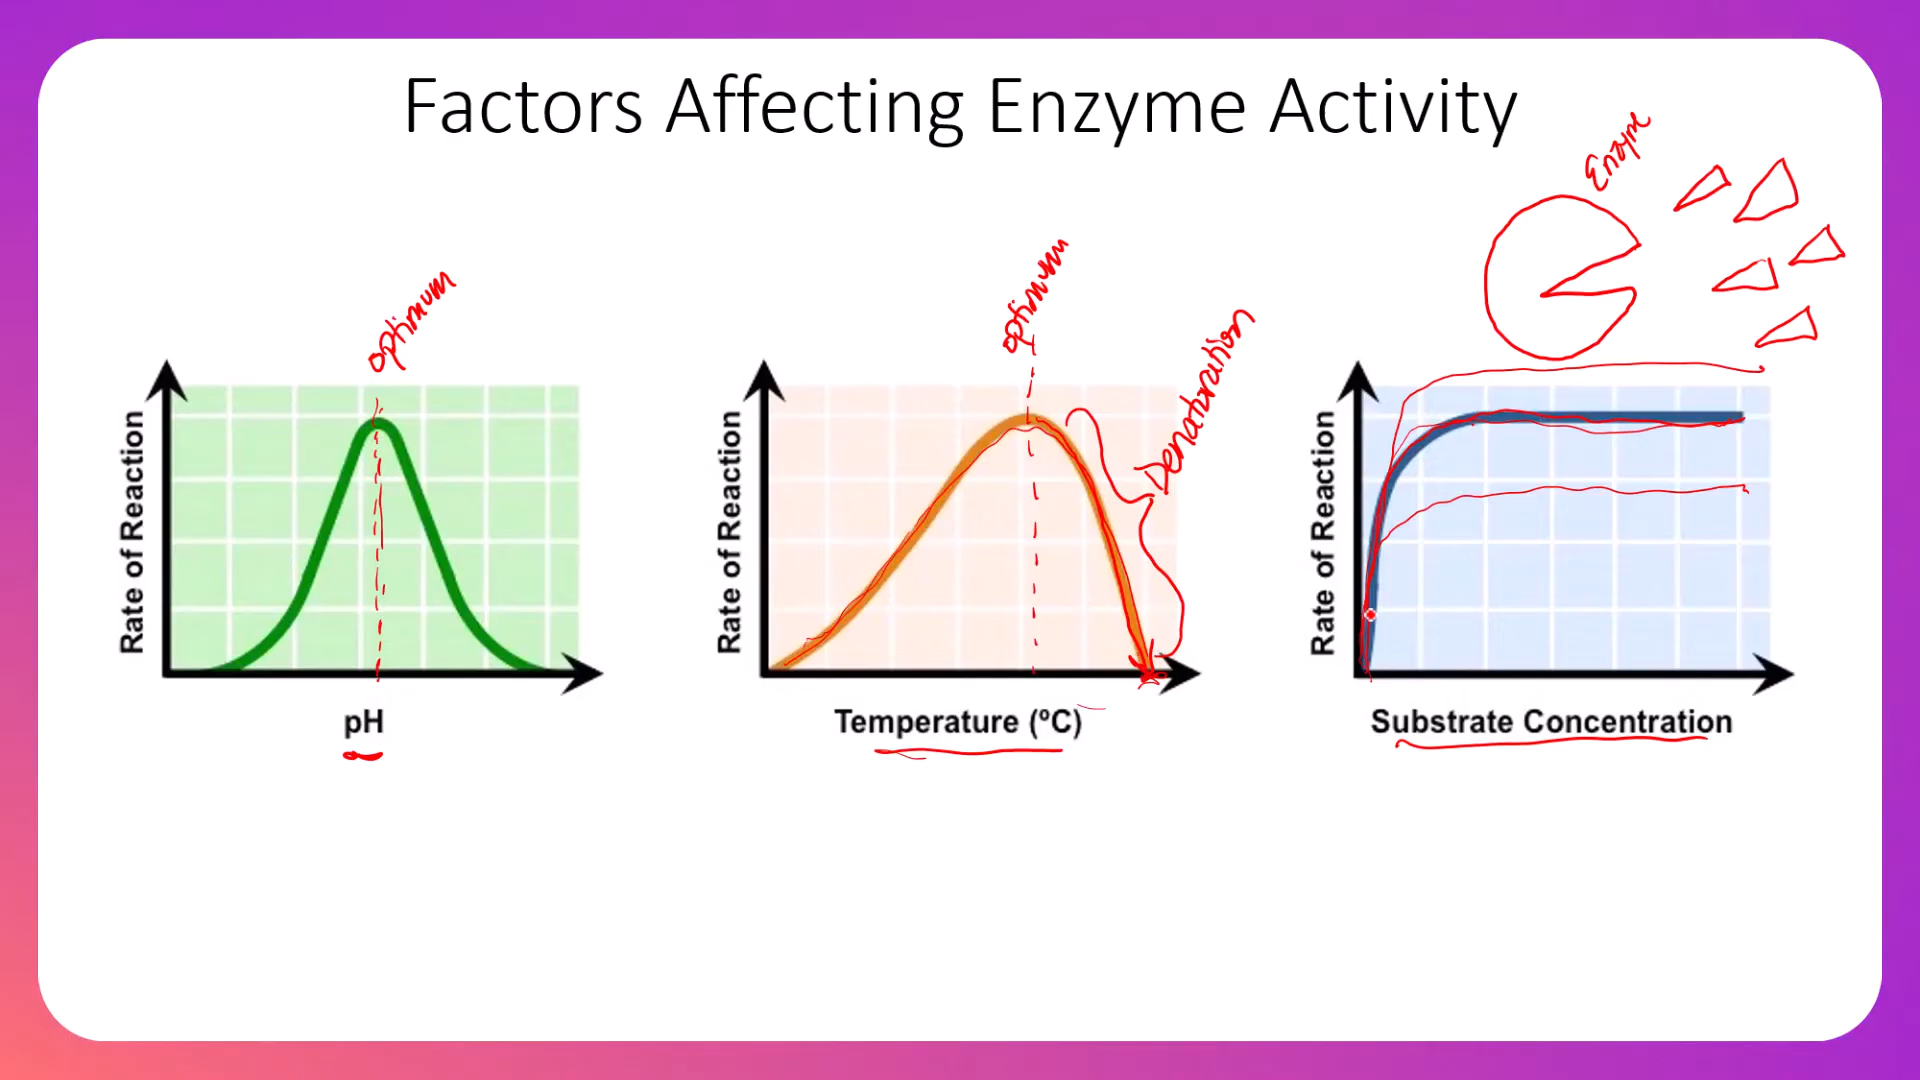 Factors Affecting Enzyme Activity
Enzyme
optimum
optimum
Denaturation
Rate of Reaction
Rate of Reaction
Rate of Reaction
pH
Temperature (ºC)
Substrate Concentration